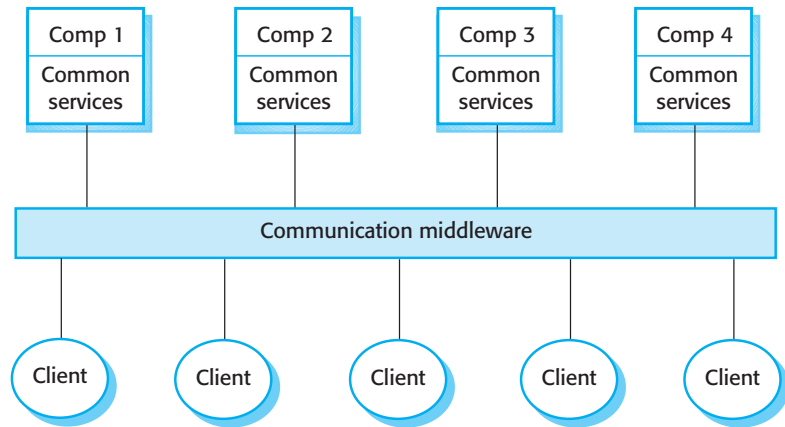 Comp 1
Common
services
Comp 2
Common
services
Comp 3
Common
services
Comp 4
Common
services
Communication middleware
Client
Client
Client
Client
Client